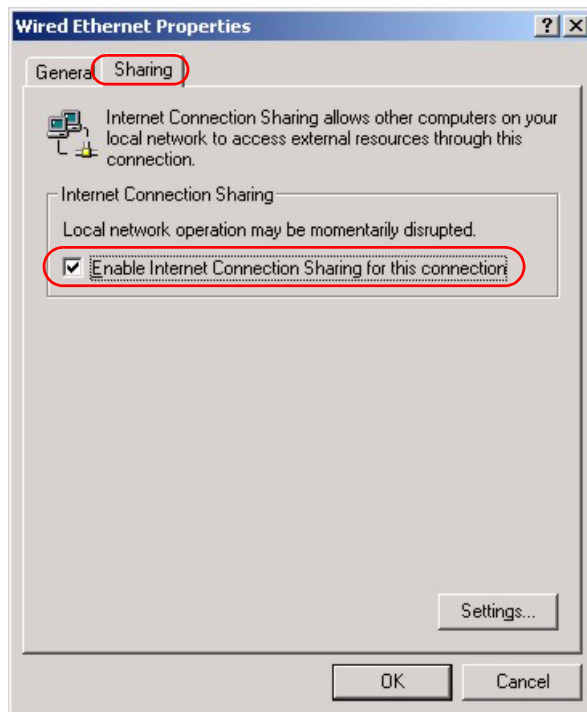 Wired Ethernet Properties
General Sharing
Internet Connection Sharing allows other computers on your
local network to access external resources through this
connection.
Internet Connection Sharing
Local network operation may be momentarily disrupted.
Enable Internet Connection Sharing for this connection
Settings...
OK Cancel